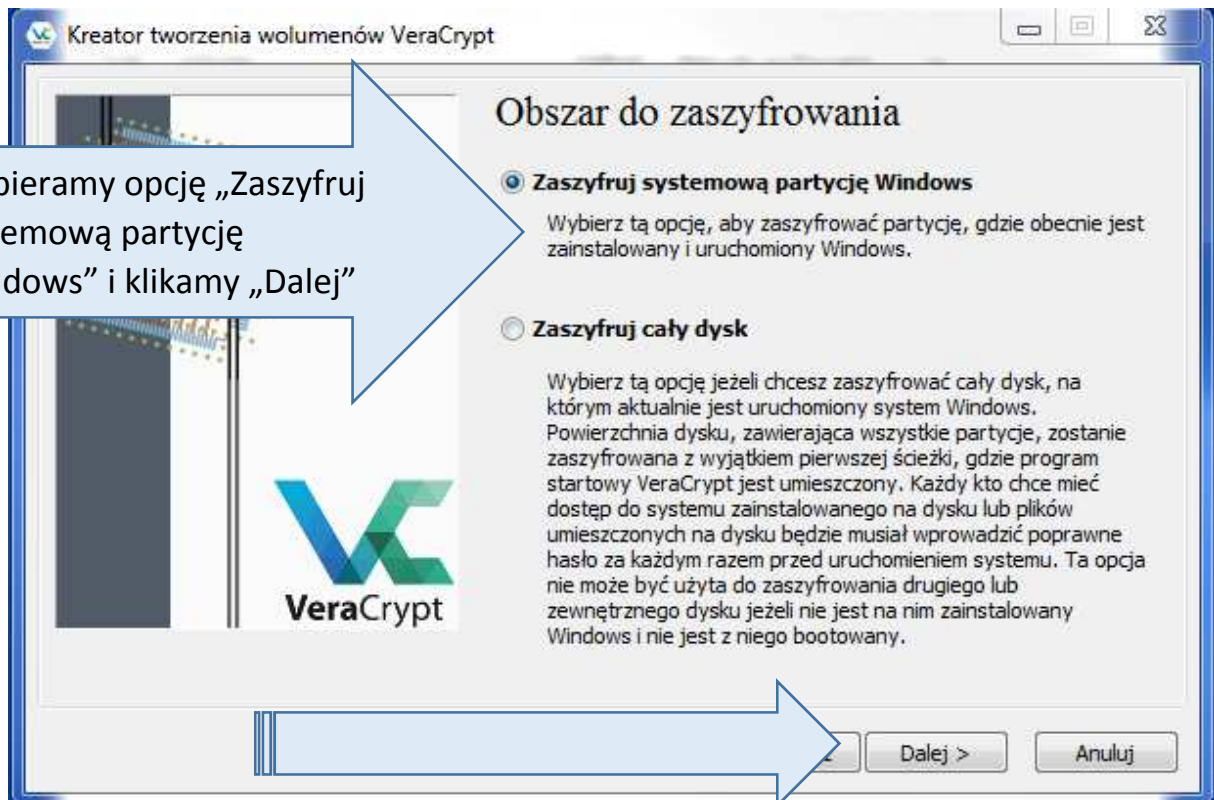 Kreator tworzenia wolumenów VeraCrypt
Obszar do zaszyfrowania
opcję „Zaszyfruj
partycję
i klikamy „Dalej”
Zaszyfruj systemową partycję Windows
Wybierz tą opcję, aby zaszyfrować partycję, gdzie obecnie jest
zainstalowany i uruchomiony Windows.
Zaszyfruj cały dysk
Wybierz tą opcję jeżeli chcesz zaszyfrować cały dysk, na
którym aktualnie jest uruchomiony system Windows.
Powierzchnia dysku, zawierająca wszystkie partycje, zostanie
zaszyfrowana z wyjątkiem pierwszej ścieżki, gdzie program
startowy VeraCrypt jest umieszczony. Każdy kto chce mieć
dostęp do systemu zainstalowanego na dysku lub plików
umieszczonych na dysku będzie musiał wprowadzić poprawne
hasło za każdym razem przed uruchomieniem systemu. Ta opcja
nie może być użyta do zaszyfrowania drugiego lub
zewnętrznego dysku jeżeli nie jest na nim zainstalowany
Windows i nie jest z niego bootowany.
VeraCrypt
Dalej >
Anuluj